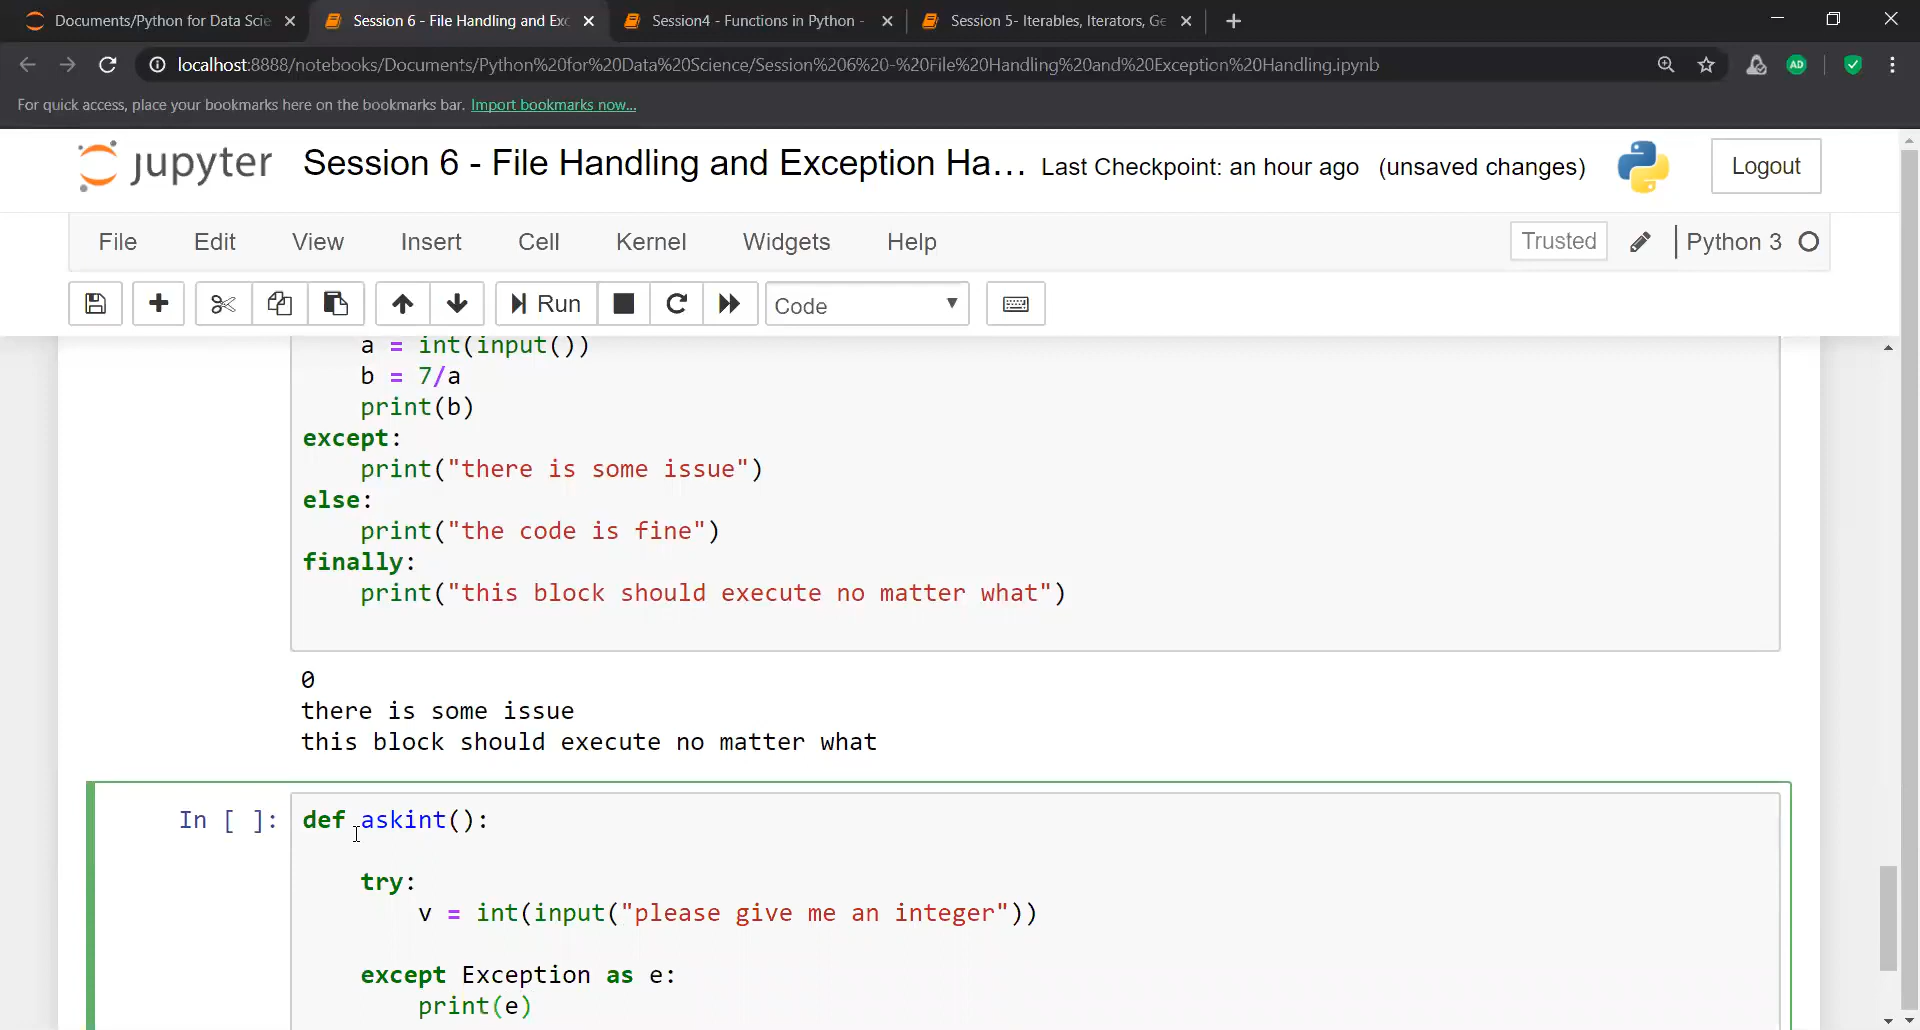 Documents/Python for Data Scie
Session 6 - File Handling and Exc
Session4 - Functions in Python -
Session 5- Iterables, Iterators, Ge
localhost:8888/notebooks/Documents/Python%20for%20Data%20Science/Session%206%20-%20File%20Handling%20and%20Exception%20Handling.ipynb
AD
For quick access, place your bookmarks here on the bookmarks bar. Import bookmarks now...
jupyter Session 6 - File Handling and Exception Ha... Last Checkpoint: an hour ago (unsaved changes)
Logout
File Edit View Insert Cell Kernel Widgets Help
Trusted
Python 3
Run
Code
    a = int(input())
    b = 7/a
    print(b)
except:
    print("there is some issue")
else:
    print("the code is fine")
finally:
    print("this block should execute no matter what")
0
there is some issue
this block should execute no matter what
In [ ]: def askint():
    try:
        v = int(input("please give me an integer"))
    except Exception as e:
        print(e)